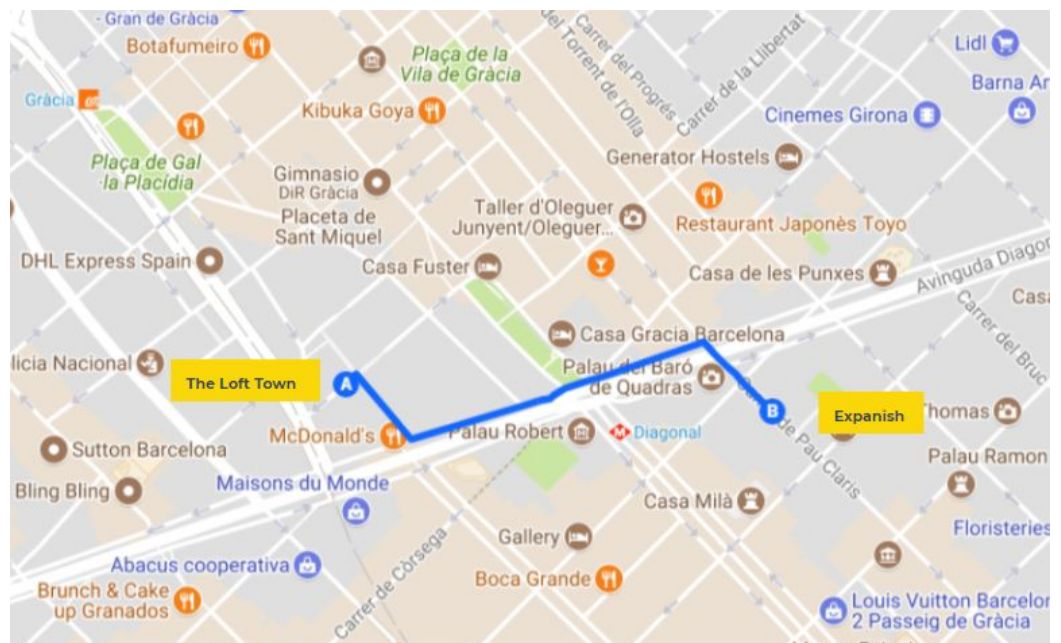 - Gran de Gràcia
Botafumeiro
Plaça de la
Vila de Gràcia
del Torrent de l'Olla
Carrer del Progrés
Carrer de la Llibertat
Lidl
Barna Ar
Gràcia
Kibuka Goya
Cinemes Girona
Plaça de Gal
·la Placídia
Gimnasio
DiR Gràcia
Placeta de
Sant Miquel
Generator Hostels
Taller d'Oleguer
Junyent/Oleguer...
Restaurant Japonès Toyo
DHL Express Spain
Casa Fuster
Casa de les Punxes
Avinguda Diagon
Casa
Carrer del Bruc
Casa Gracia Barcelona
licia Nacional
The Loft Town
A
Palau del Baró
de Quadras
B
de Pau Claris
Expanish
Thomas
McDonald's
Palau Robert
M
Diagonal
Sutton Barcelona
Palau Ramon
Bling Bling
Maisons du Monde
Casa Milà
Gallery
Floristeries
Carrer de Còrsega
Abacus cooperativa
Boca Grande
Brunch & Cake
up Granados
Louis Vuitton Barcelor
2 Passeig de Gràcia